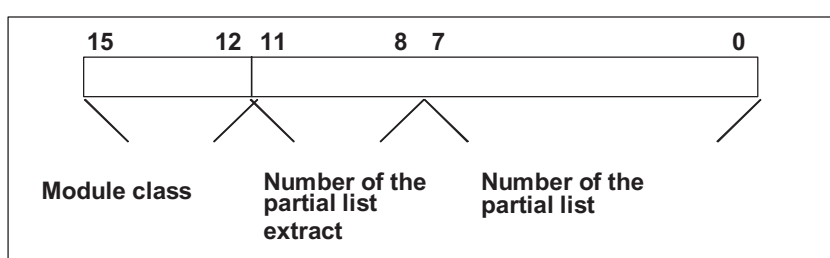 15 12 11 8 7 0
Module class
Number of the
partial list
extract
Number of the
partial list